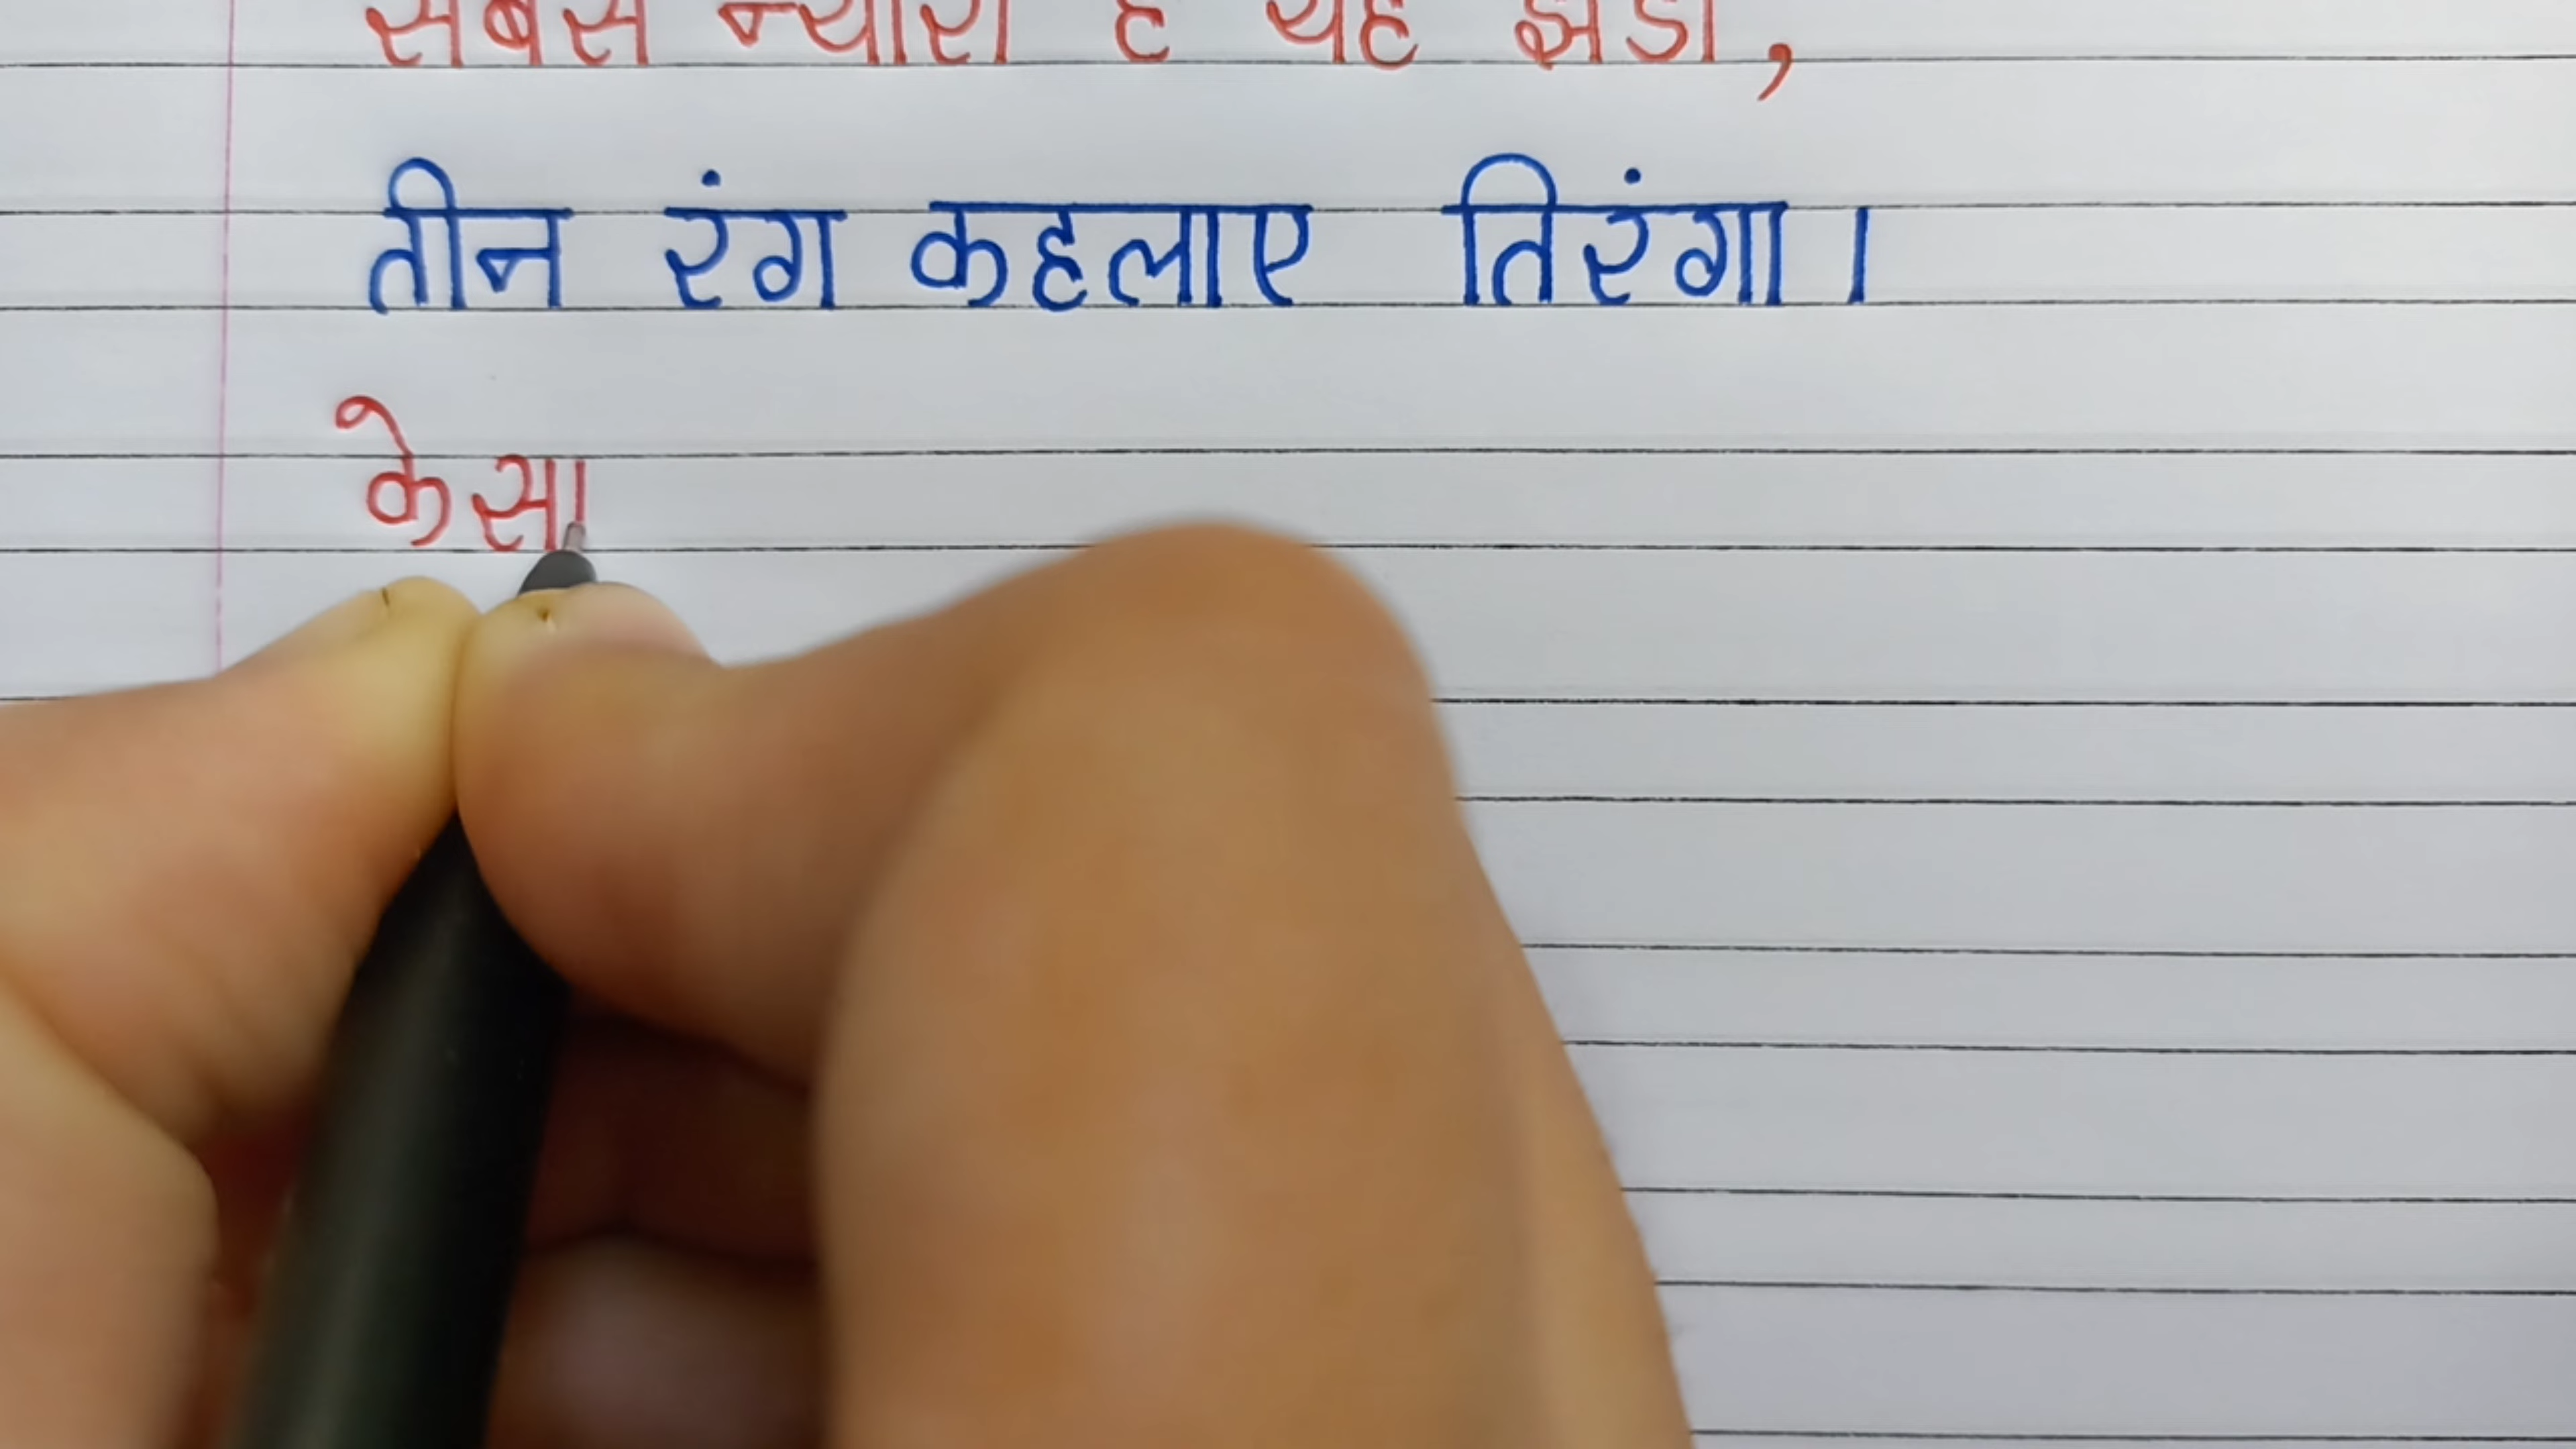 सबसे न्यारा है यह झंडा,
तीन रंग कहलाए तिरंगा।
केसा